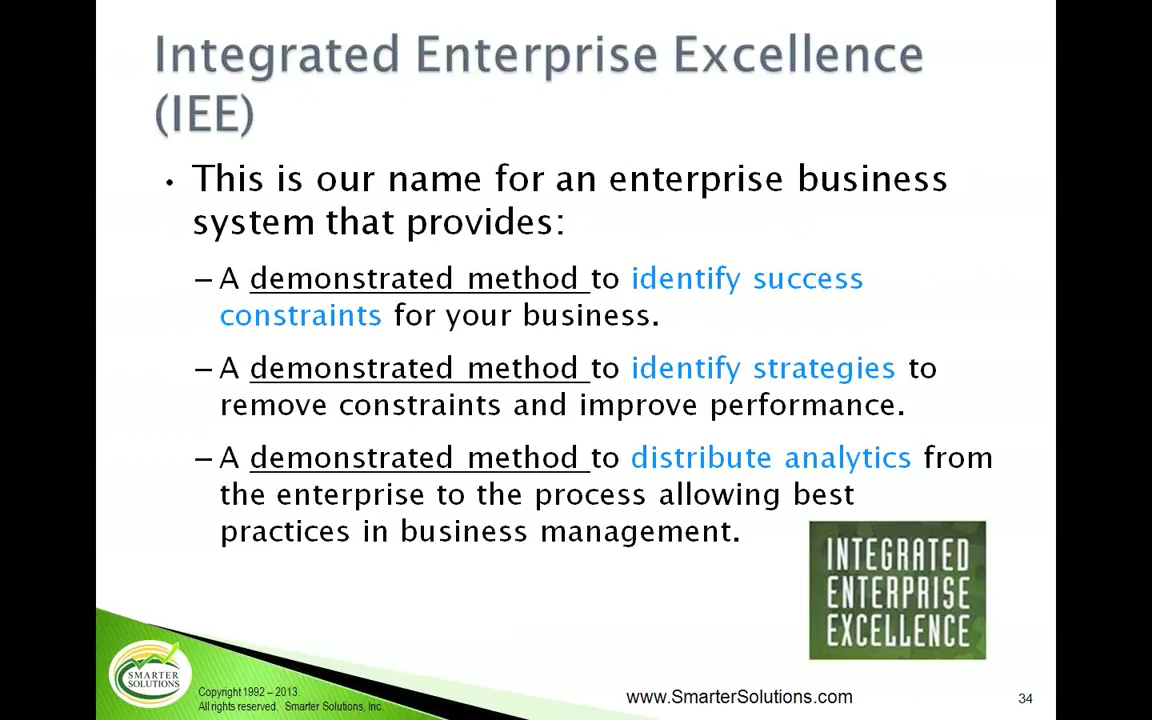 Integrated Enterprise Excellence
(IEE)
• This is our name for an enterprise business
system that provides:
– A demonstrated method to identify success
constraints for your business.
– A demonstrated method to identify strategies to
remove constraints and improve performance.
– A demonstrated method to distribute analytics from
the enterprise to the process allowing best
practices in business management.
INTEGRATED
ENTERPRISE
EXCELLENCE
SMARTER
SOLUTIONS
Copyright 1992 – 2013.
All rights reserved. Smarter Solutions, Inc.
www.SmarterSolutions.com
34